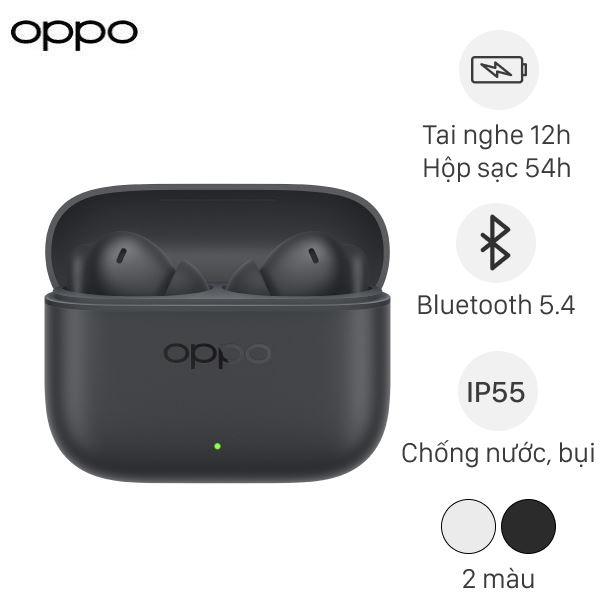 oppo
Tai nghe 12h
Hộp sạc 54h
Bluetooth 5.4
oppo
IP55
Chống nước, bụi
2 màu